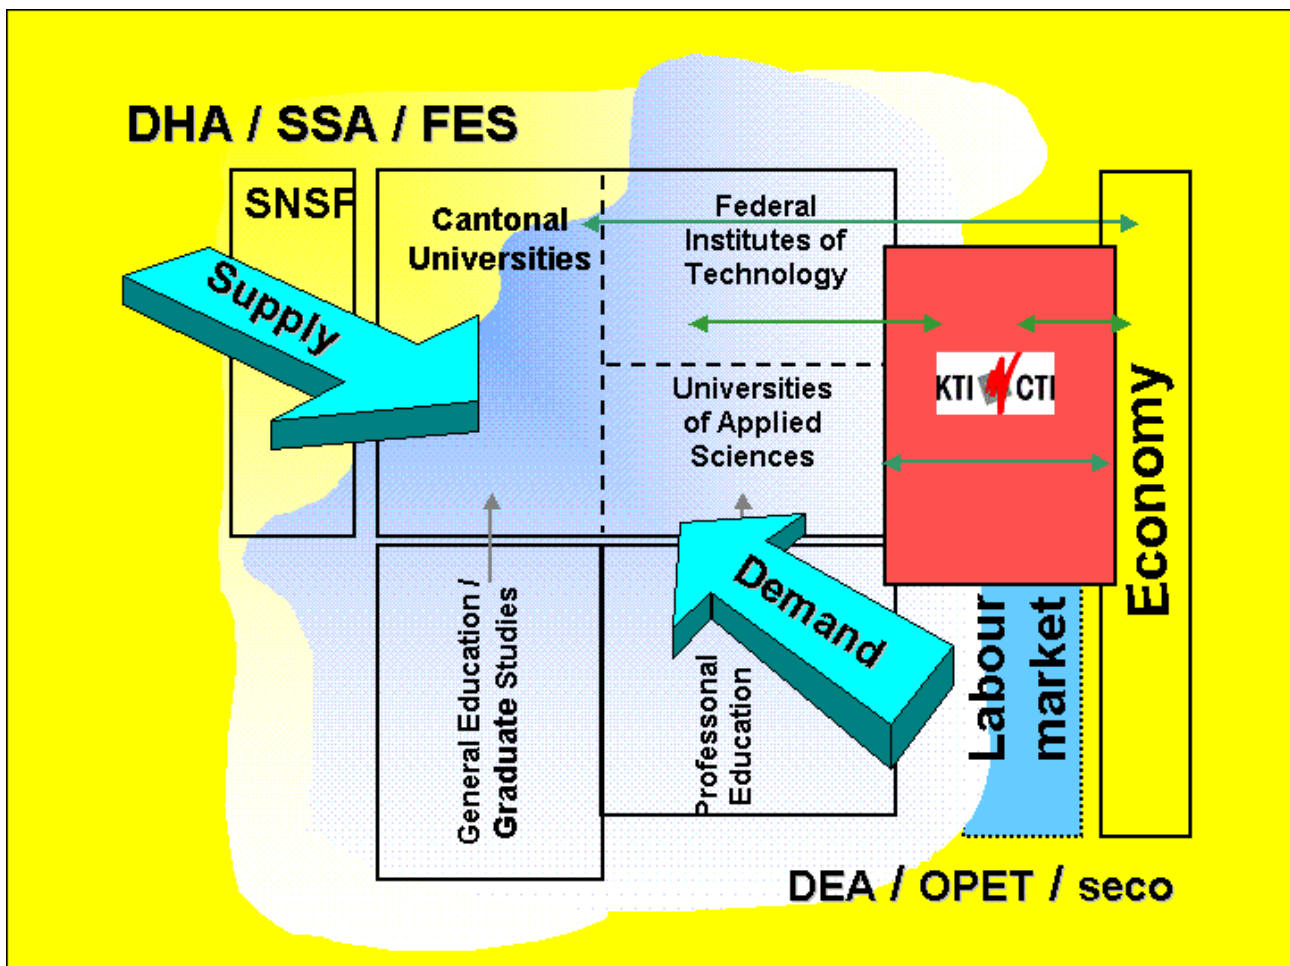 DHA / SSA / FES
SNSF
Cantonal
Universities
Federal
Institutes of
Technology
Supply
KTI CTI
Universities
of Applied
Sciences
Economy
Demand
Labour
market
General Education /
Graduate Studies
Professonal
Education
DEA / OPET / seco